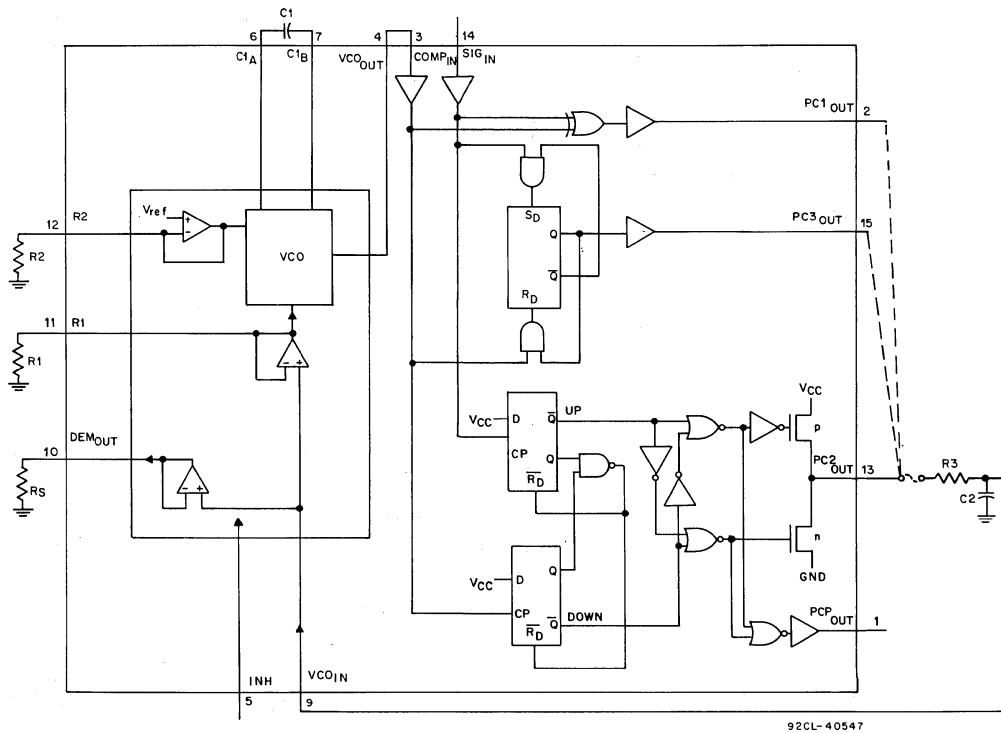 C1
6 7 4 3 14
C1A C1B VCOOUT COMPIN SIGIN
PC1OUT 2
Vref
+
-
12 R2
R2
VCO
SD
Q
Q̅
RD
PC3OUT
15
11 R1
R1
- +
VCC
VCC D Q̅ UP
p
DEMOUT
10
CP Q
PC2OUT 13
R3
RS
- +
R̅D̅
C2
n
GND
VCC D Q
CP Q̅ DOWN
R̅D̅
PCPOUT 1
INH VCOIN
5 9
92CL-40547